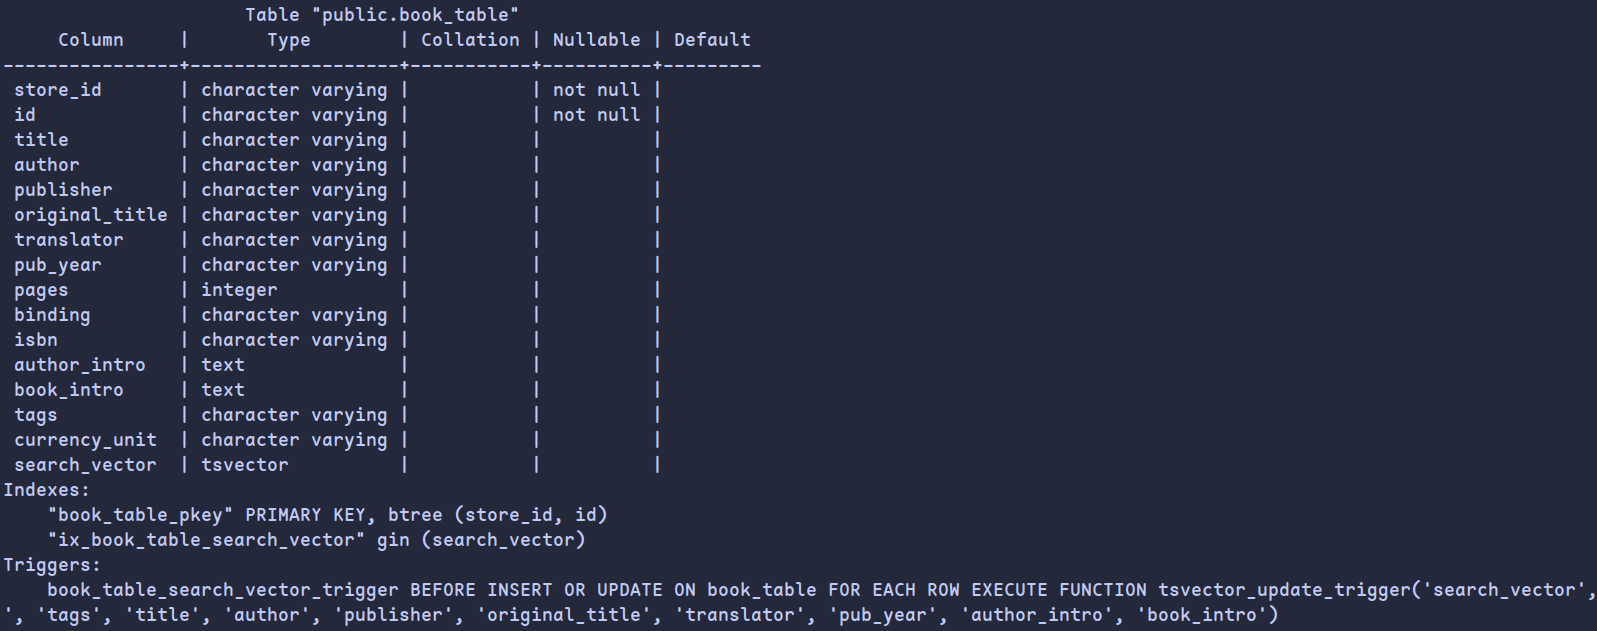 Table "public.book_table"
Column | Type | Collation | Nullable | Default
----------------+-------------------+-----------+----------+---------
store_id | character varying | | not null |
id | character varying | | not null |
title | character varying | | |
author | character varying | | |
publisher | character varying | | |
original_title | character varying | | |
translator | character varying | | |
pub_year | character varying | | |
pages | integer | | |
binding | character varying | | |
isbn | character varying | | |
author_intro | text | | |
book_intro | text | | |
tags | character varying | | |
currency_unit | character varying | | |
search_vector | tsvector | | |
Indexes:
"book_table_pkey" PRIMARY KEY, btree (store_id, id)
"ix_book_table_search_vector" gin (search_vector)
Triggers:
book_table_search_vector_trigger BEFORE INSERT OR UPDATE ON book_table FOR EACH ROW EXECUTE FUNCTION tsvector_update_trigger('search_vector',
', 'tags', 'title', 'author', 'publisher', 'original_title', 'translator', 'pub_year', 'author_intro', 'book_intro')